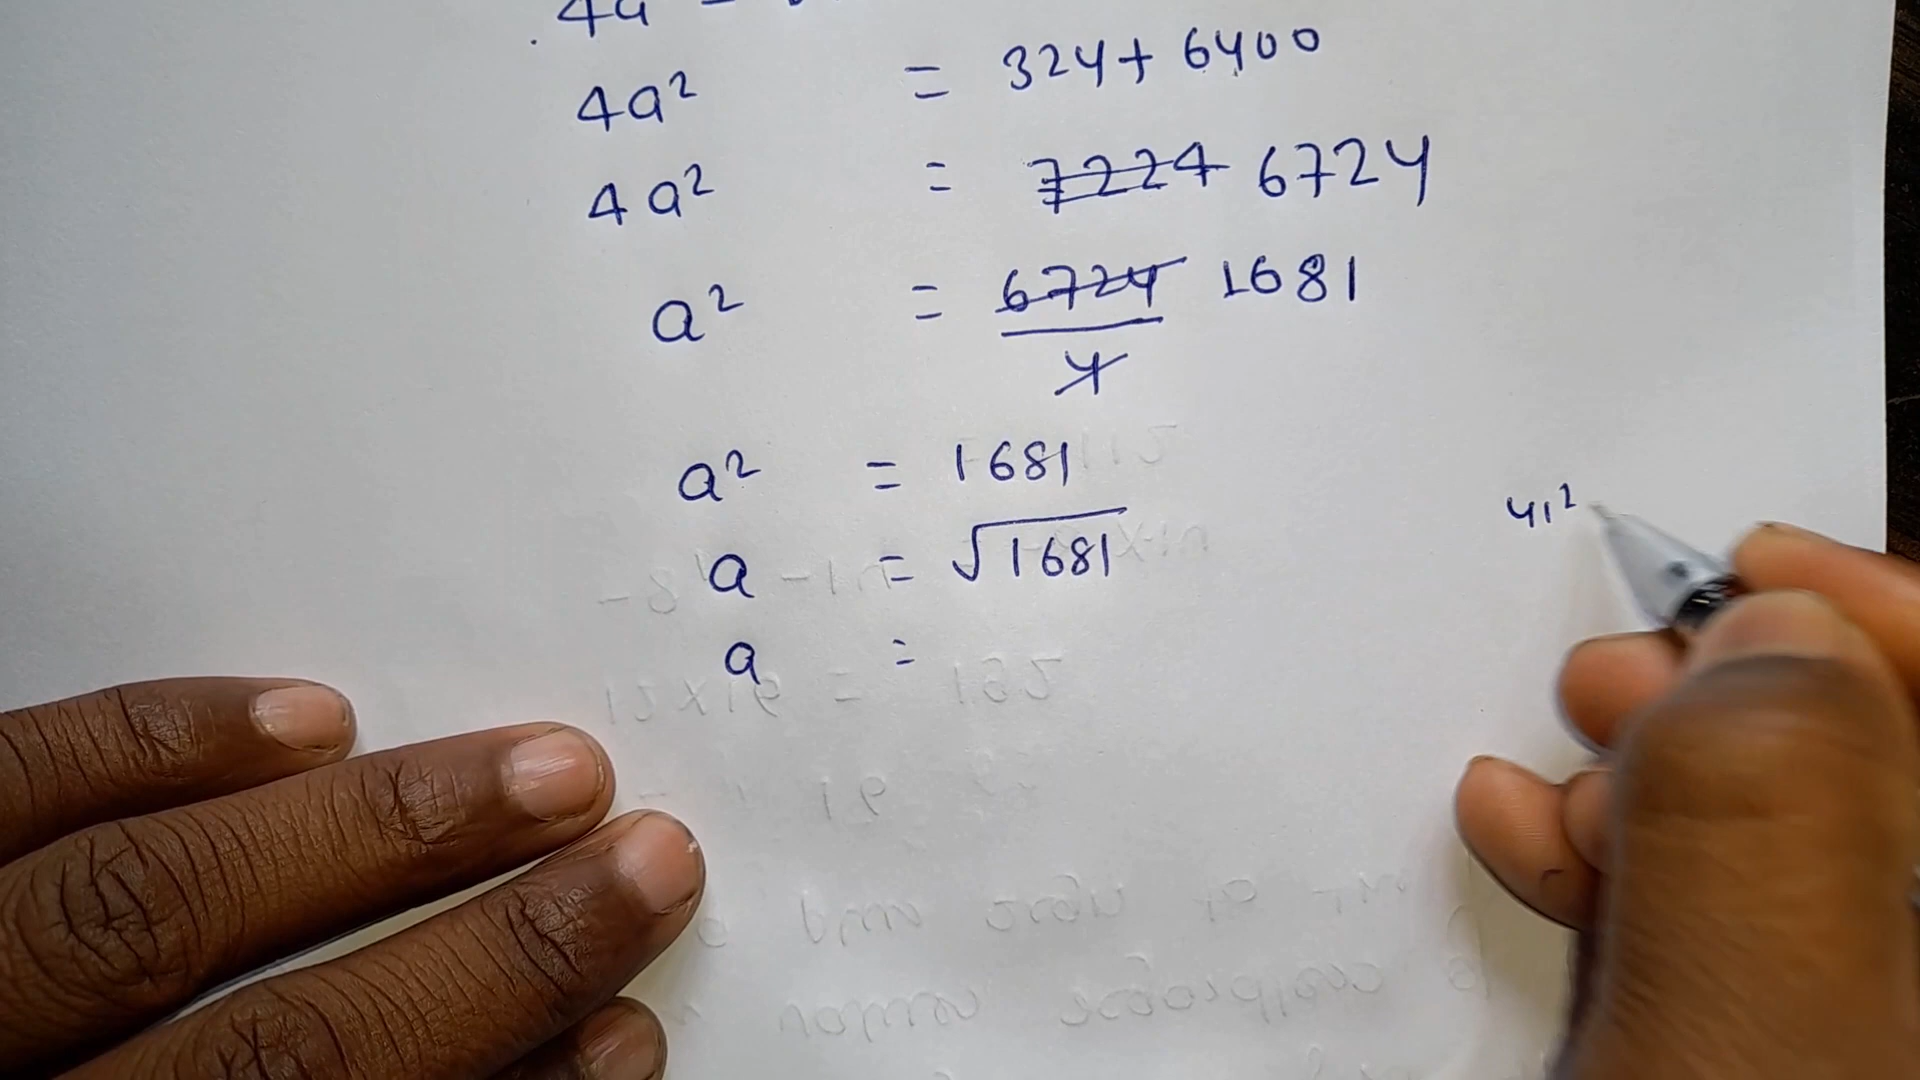 4a² = 324 + 6400
4a² = 7224 6724
a² = 6724/4 1681
a² = 1681
a = √1681
41²
a =